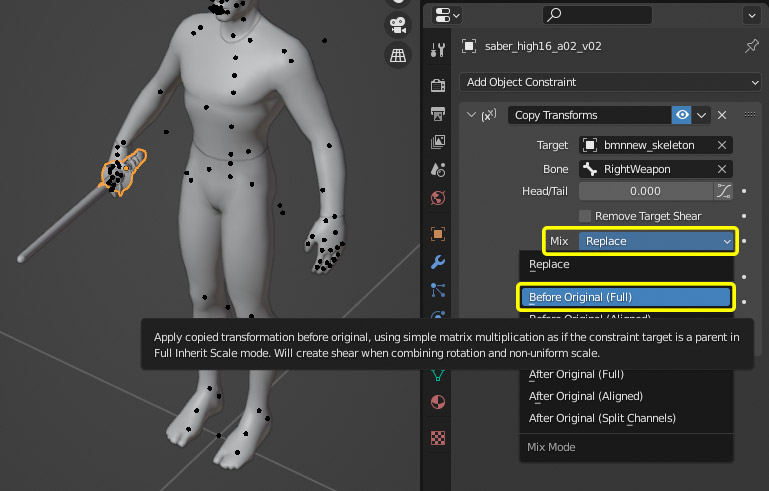 saber_high16_a02_v02
Add Object Constraint
Copy Transforms
Target bmnnew_skeleton
Bone RightWeapon
Head/Tail 0.000
Remove Target Shear
Mix Replace
Replace
Before Original (Full)
Before Original (Aligned)
Apply copied transformation before original, using simple matrix multiplication as if the constraint target is a parent in
Full Inherit Scale mode. Will create shear when combining rotation and non-uniform scale.
After Original (Full)
After Original (Aligned)
After Original (Split Channels)
Mix Mode